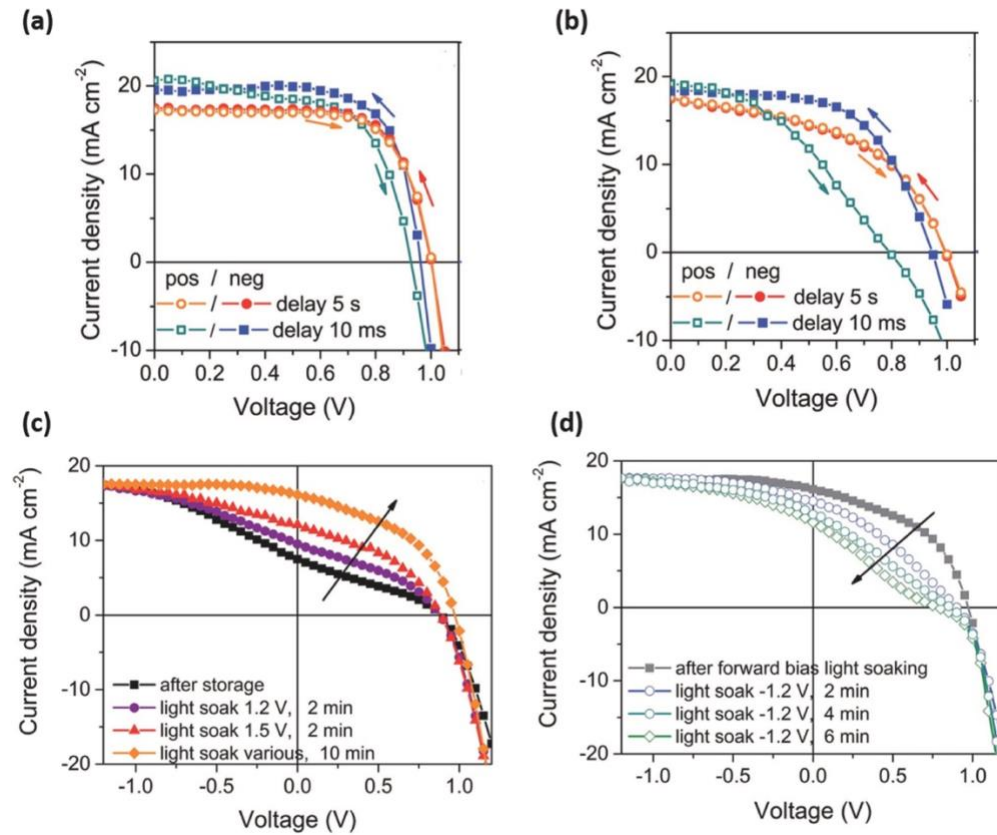 (a)
Current density (mA cm-2)
20
10
0
-10
pos / neg
/ delay 5 s
/ delay 10 ms
0.0 0.2 0.4 0.6 0.8 1.0
Voltage (V)
(b)
Current density (mA cm-2)
20
10
0
-10
pos / neg
/ delay 5 s
/ delay 10 ms
0.0 0.2 0.4 0.6 0.8 1.0
Voltage (V)
(c)
Current density (mA cm-2)
20
10
0
-10
-20
after storage
light soak 1.2 V, 2 min
light soak 1.5 V, 2 min
light soak various, 10 min
-1.0 -0.5 0.0 0.5 1.0
Voltage (V)
(d)
Current density (mA cm-2)
20
10
0
-10
-20
after forward bias light soaking
light soak -1.2 V, 2 min
light soak -1.2 V, 4 min
light soak -1.2 V, 6 min
-1.0 -0.5 0.0 0.5 1.0
Voltage (V)